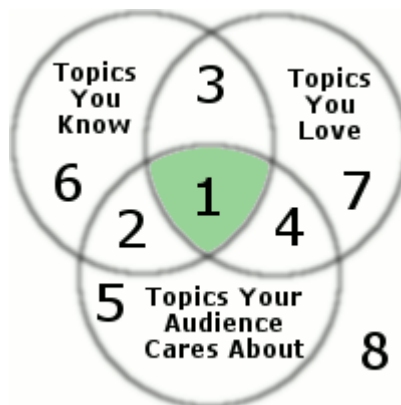 Topics
You
Know
3
Topics
You
Love
6
7
1
2
4
5
Topics Your
Audience
Cares About
8